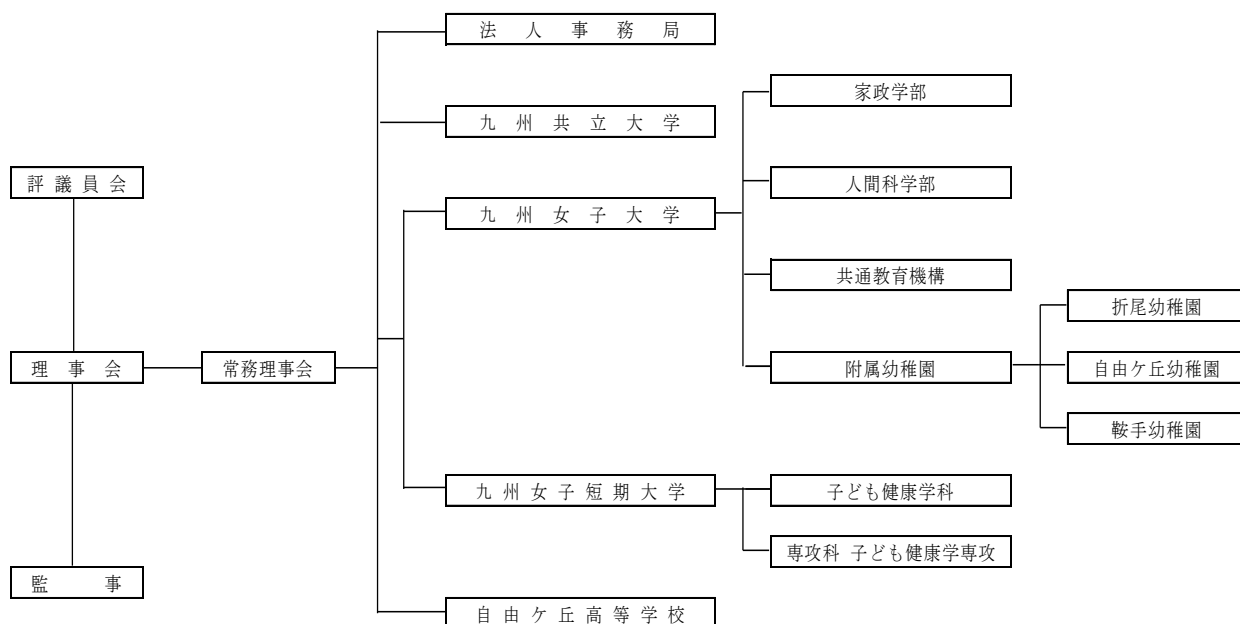 法人事務局
九州共立大学
九州女子大学
家政学部
人間科学部
共通教育機構
附属幼稚園
折尾幼稚園
自由ケ丘幼稚園
鞍手幼稚園
評議員会
理事会
常務理事会
監事
九州女子短期大学
子ども健康学科
専攻科 子ども健康学専攻
自由ケ丘高等学校